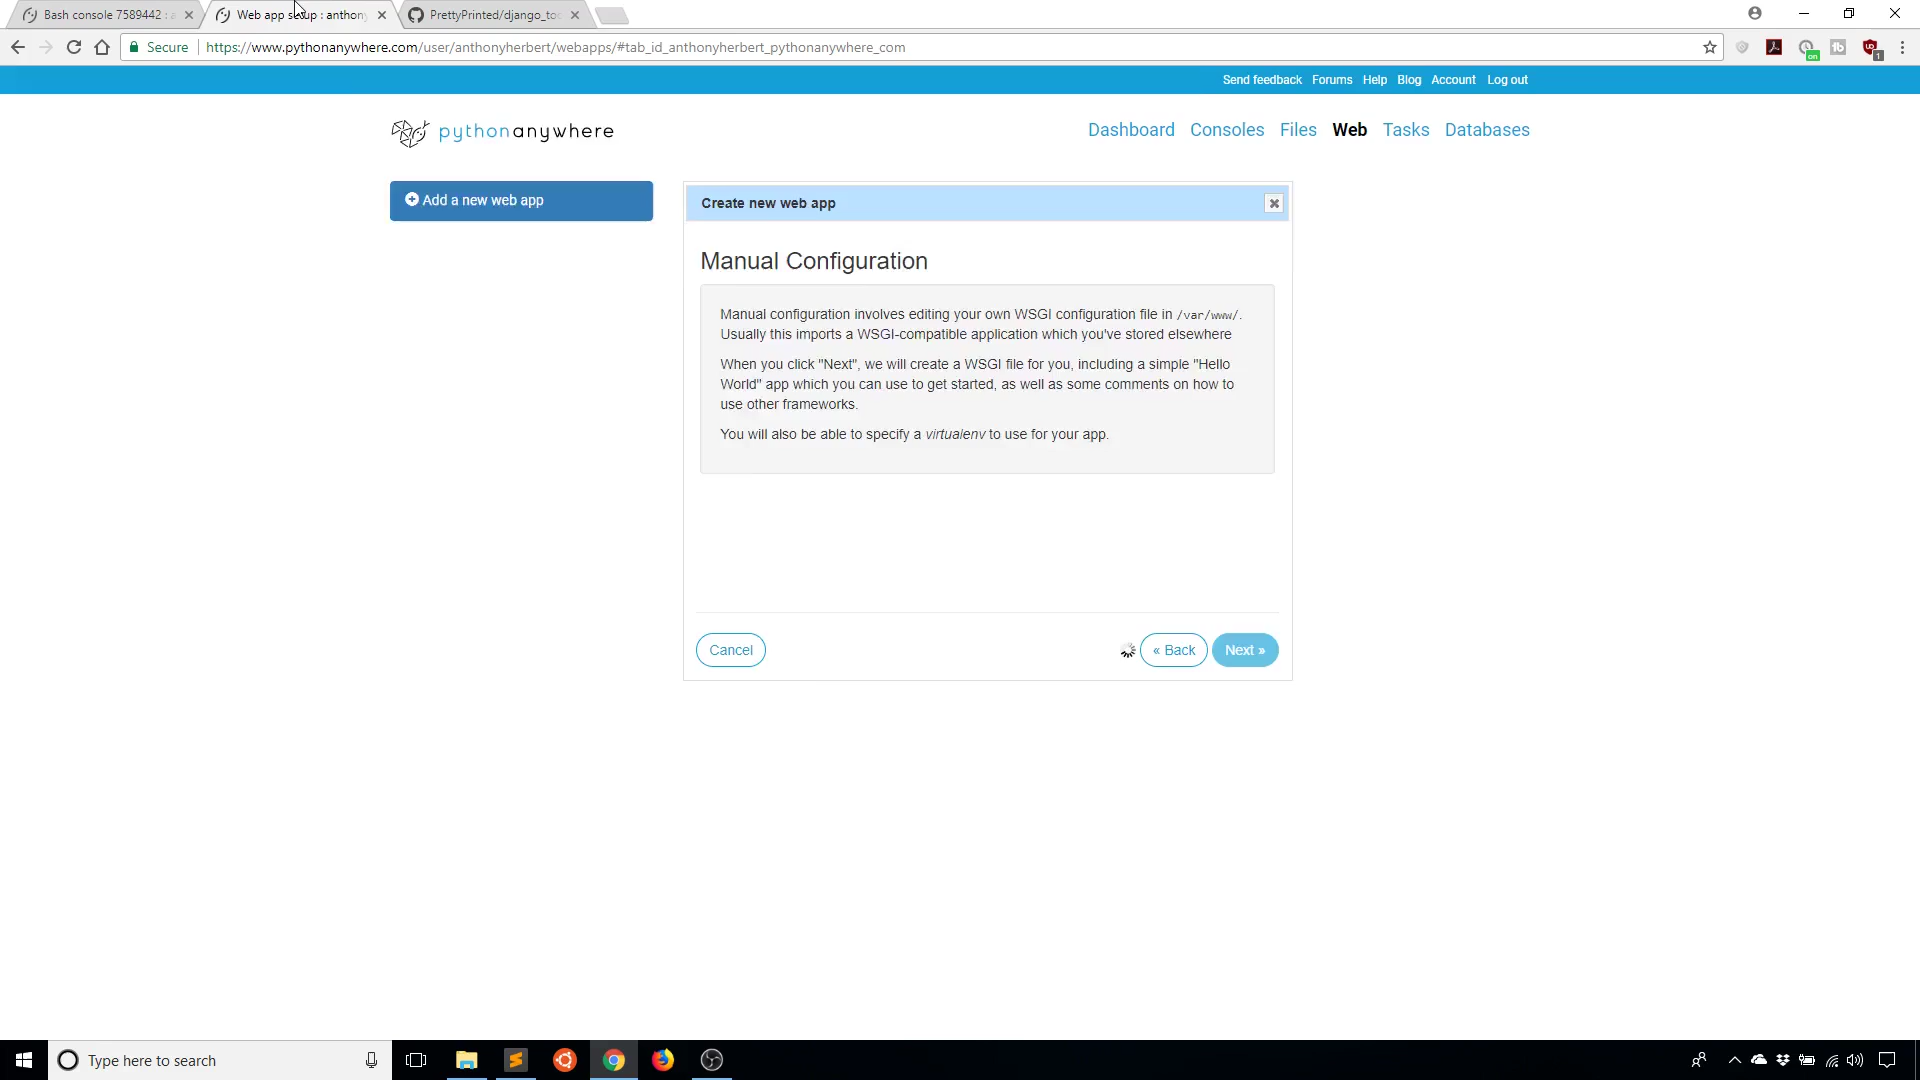 Bash console 7589442 : a
Web app setup : anthony
PrettyPrinted/django_to
Secure
https://www.pythonanywhere.com/user/anthonyherbert/webapps/#tab_id_anthonyherbert_pythonanywhere_com
on
1
Send feedback Forums Help Blog Account Log out
pythonanywhere
Dashboard Consoles Files Web Tasks Databases
Add a new web app
Create new web app
Manual Configuration
Manual configuration involves editing your own WSGI configuration file in /var/www/.
Usually this imports a WSGI-compatible application which you've stored elsewhere
When you click "Next", we will create a WSGI file for you, including a simple "Hello
World" app which you can use to get started, as well as some comments on how to
use other frameworks.
You will also be able to specify a virtualenv to use for your app.
Cancel
« Back
Next »
Type here to search